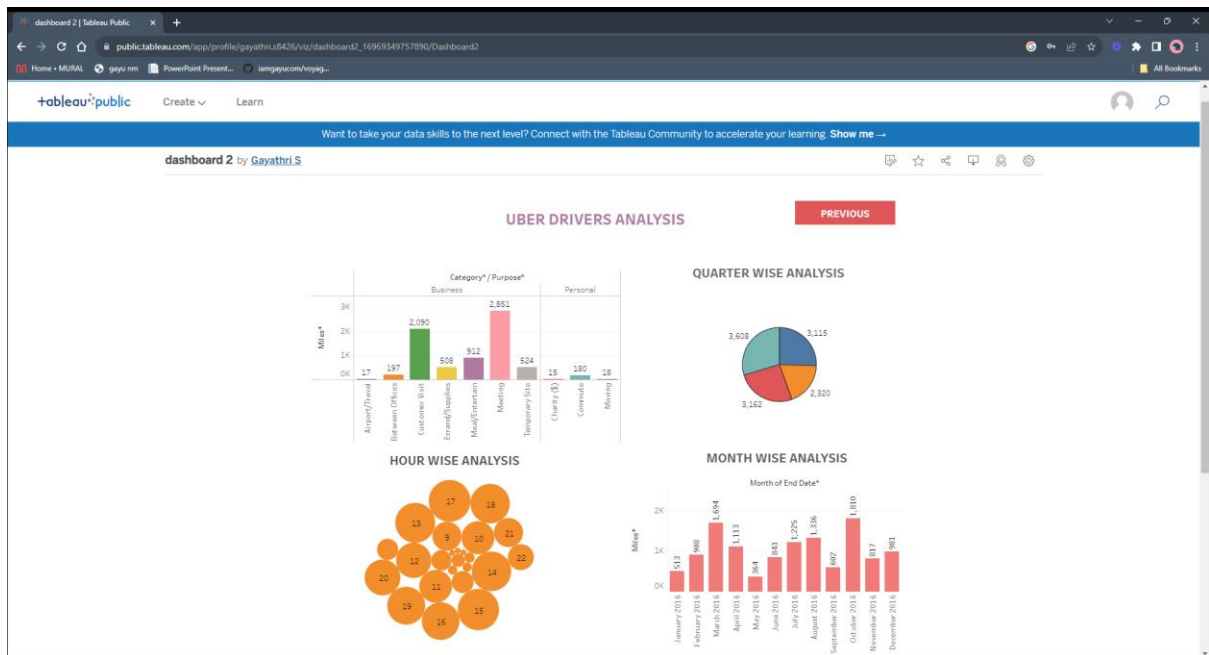 dashboard 2 | Tableau Public
public.tableau.com/app/profile/gayathri.s8426/viz/dashboard2_16969349757890/Dashboard2
Home • MURAL gayu nm PowerPoint Present... iamgayucom/voyag... All Bookmarks
+ableau public Create Learn
Want to take your data skills to the next level? Connect with the Tableau Community to accelerate your learning. Show me →
dashboard 2 by Gayathri S
UBER DRIVERS ANALYSIS
PREVIOUS
Category* / Purpose*
Business Personal
Miles*
3K
2K
1K
0K
17 197 2,090 508 912 2,851 524 15 180 18
Airport/Travel
Between Offices
Customer Visit
Errand/Supplies
Meal/Entertain
Meeting
Temporary Site
Charity ($)
Commute
Moving
QUARTER WISE ANALYSIS
3,608 3,115
3,162 2,320
HOUR WISE ANALYSIS
17 18
13
9 10 21
12 22
20 14
11
19 15
16
MONTH WISE ANALYSIS
Month of End Date*
Miles*
2K
1K
0K
513 908 1,694 1,113 364 843 1,225 1,336 602 1,810 817 981
January 2016
February 2016
March 2016
April 2016
May 2016
June 2016
July 2016
August 2016
September 2016
October 2016
November 2016
December 2016